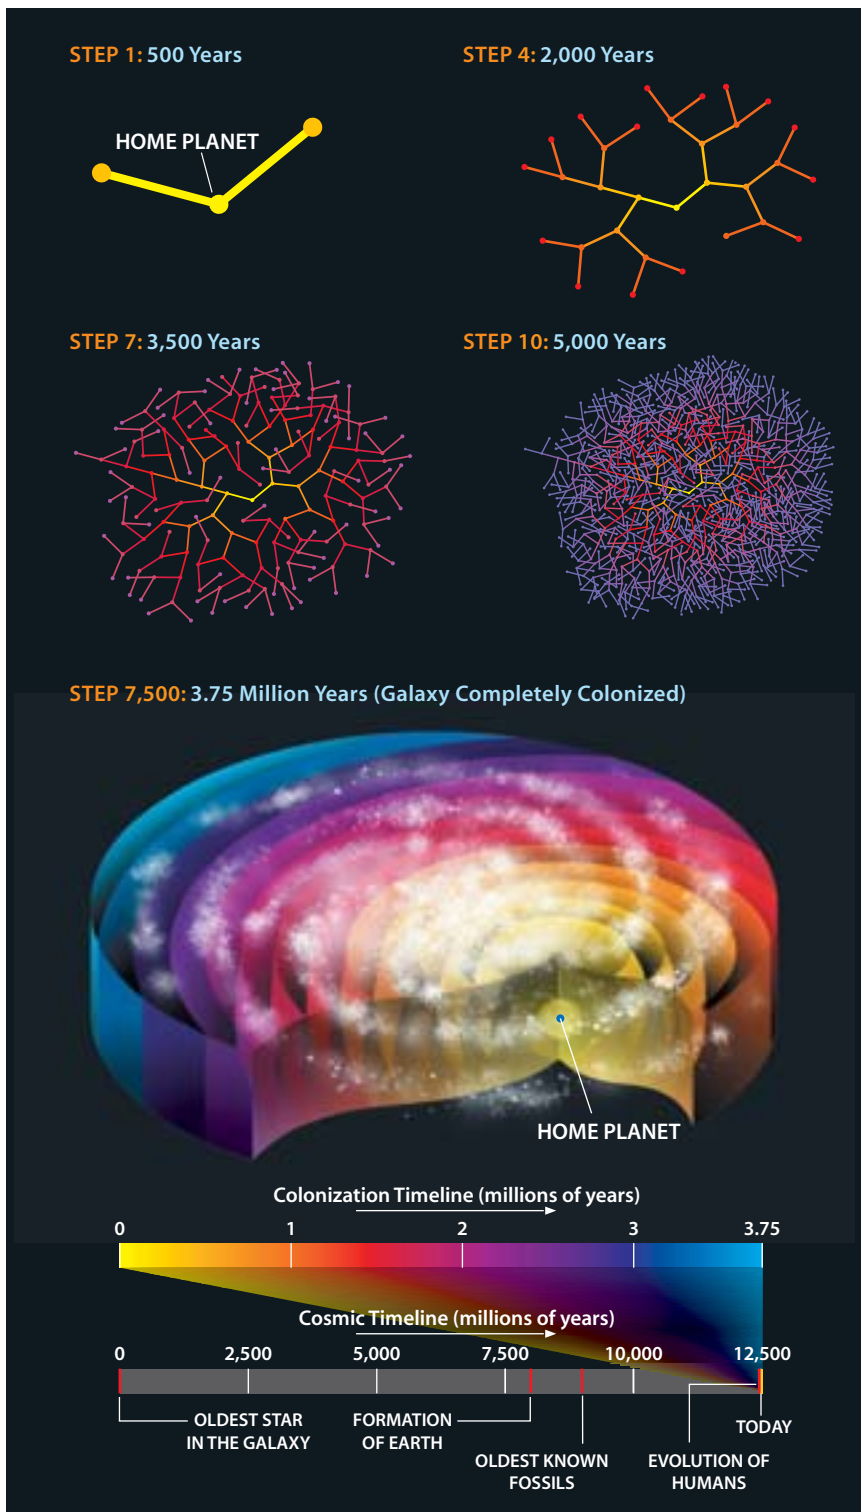 STEP 1: 500 Years
STEP 4: 2,000 Years
HOME PLANET
STEP 7: 3,500 Years
STEP 10: 5,000 Years
STEP 7,500: 3.75 Million Years (Galaxy Completely Colonized)
HOME PLANET
Colonization Timeline (millions of years)
0 1 2 3 3.75
Cosmic Timeline (millions of years)
0 2,500 5,000 7,500 10,000 12,500
OLDEST STAR
IN THE GALAXY
FORMATION
OF EARTH
OLDEST KNOWN
FOSSILS
EVOLUTION OF
HUMANS
TODAY